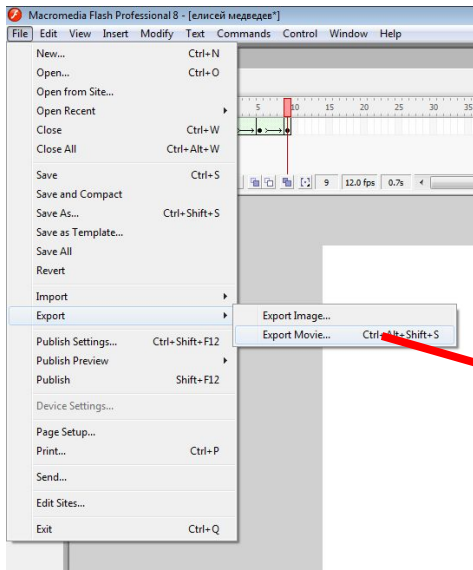 Macromedia Flash Professional 8 - [елисей медведев*]
File Edit View Insert Modify Text Commands Control Window Help
New... Ctrl+N
Open... Ctrl+O
Open from Site...
Open Recent
Close Ctrl+W
Close All Ctrl+Alt+W
Save Ctrl+S
Save and Compact
Save As... Ctrl+Shift+S
Save as Template...
Save All
Revert
Import
Export
Export Image...
Export Movie... Ctrl+Alt+Shift+S
Publish Settings... Ctrl+Shift+F12
Publish Preview
Publish Shift+F12
Device Settings...
Page Setup...
Print... Ctrl+P
Send...
Edit Sites...
Exit Ctrl+Q
5 10 15 20 25 30 35
9 12.0 fps 0.7s